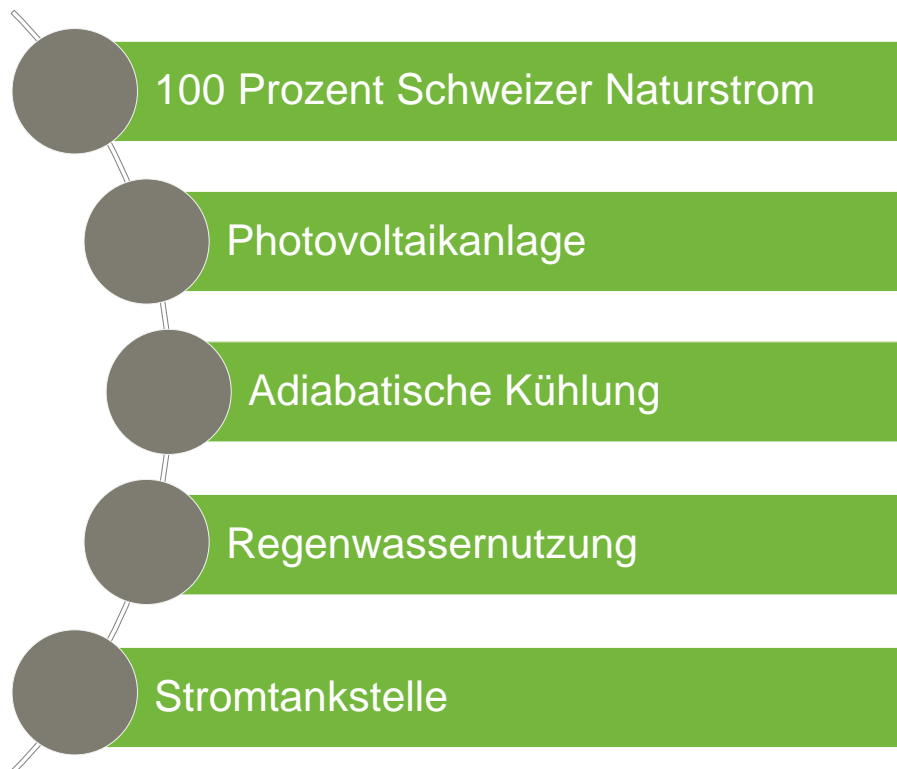 100 Prozent Schweizer Naturstrom
Photovoltaikanlage
Adiabatische Kühlung
Regenwassernutzung
Stromtankstelle